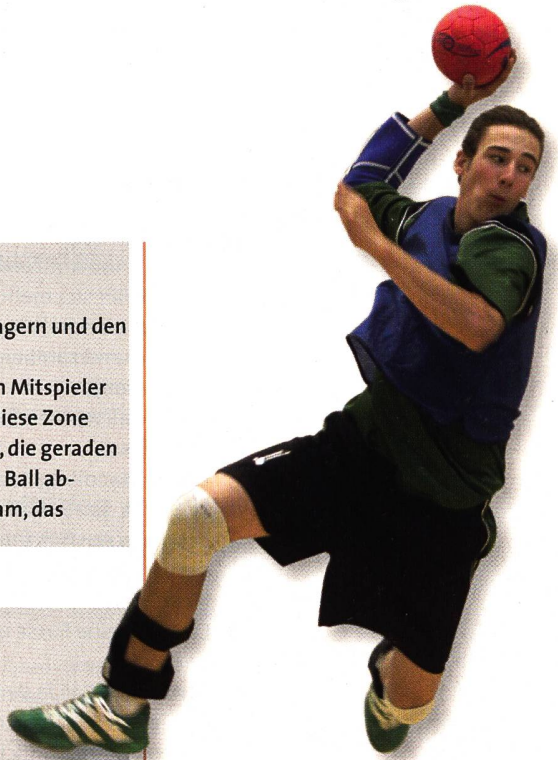 agern und den
n Mitspieler
iese Zone
, die geraden
Ball ab-
am, das